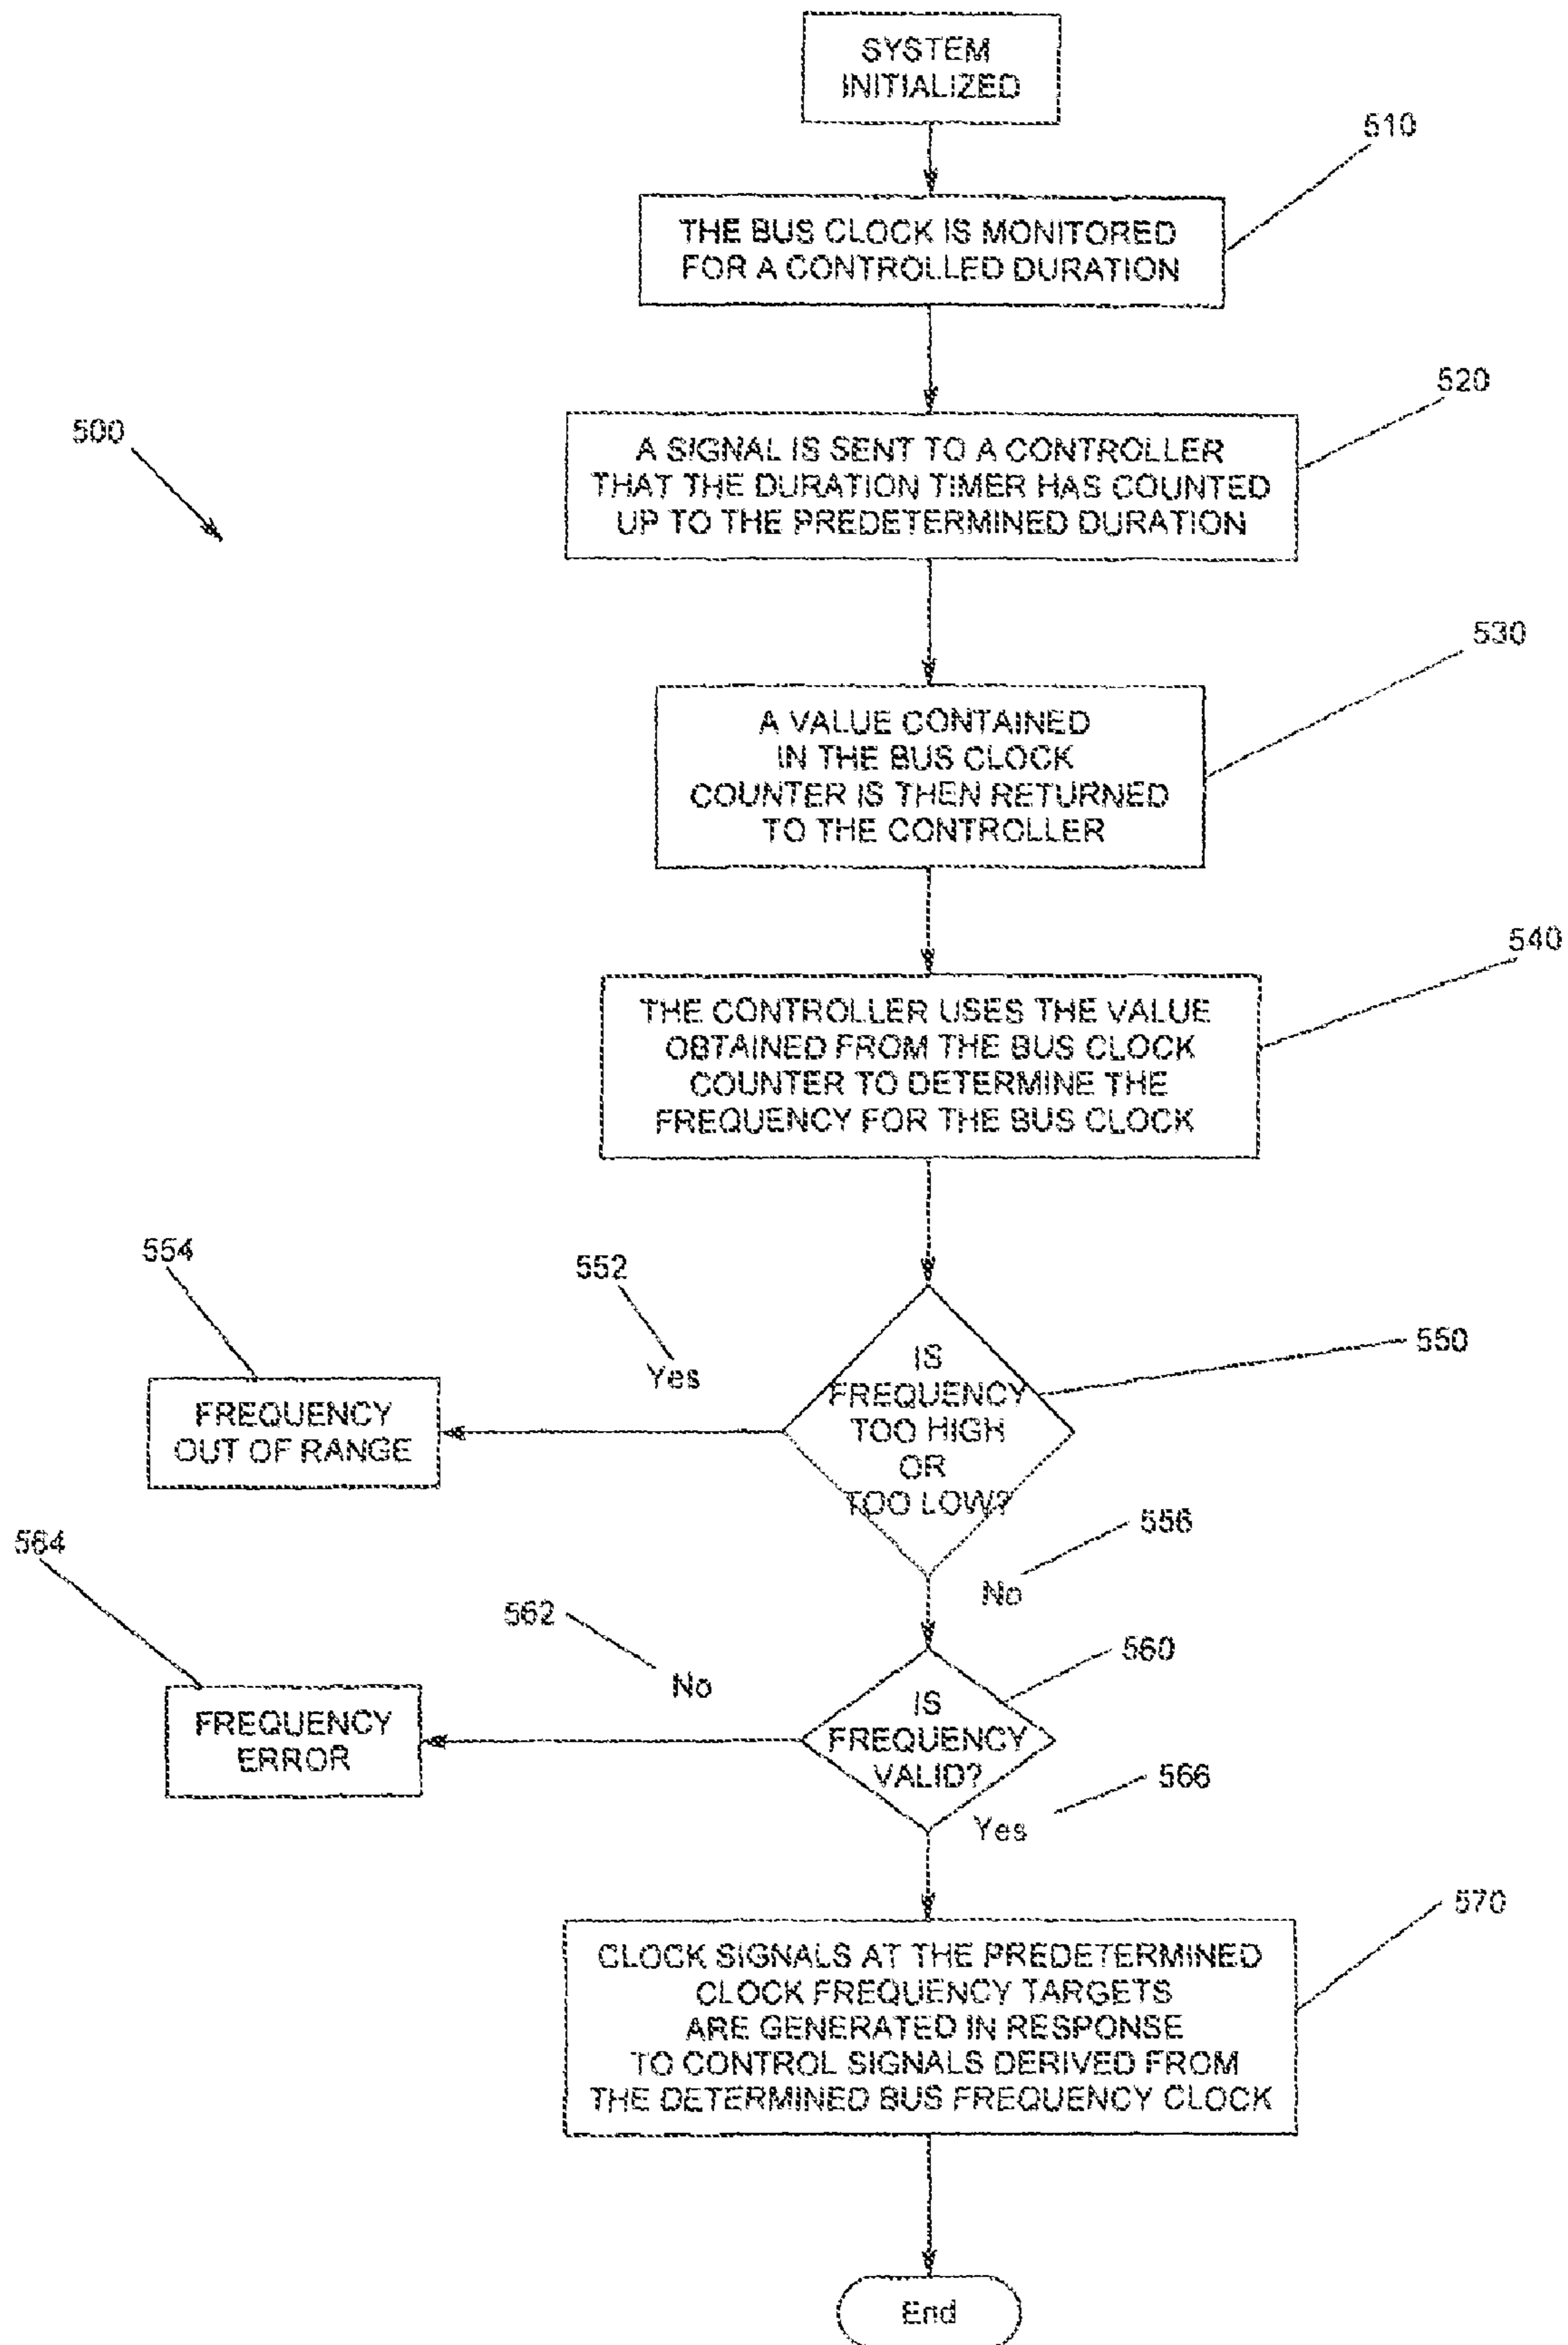 SYSTEM
INITIALIZED
510
THE BUS CLOCK IS MONITORED
FOR A CONTROLLED DURATION
520
500
A SIGNAL IS SENT TO A CONTROLLER
THAT THE DURATION TIMER HAS COUNTED
UP TO THE PREDETERMINED DURATION
530
A VALUE CONTAINED
IN THE BUS CLOCK
COUNTER IS THEN RETURNED
TO THE CONTROLLER
540
THE CONTROLLER USES THE VALUE
OBTAINED FROM THE BUS CLOCK
COUNTER TO DETERMINE THE
FREQUENCY FOR THE BUS CLOCK
554
552
Yes
550
IS
FREQUENCY
TOO HIGH
OR
TOO LOW?
FREQUENCY
OUT OF RANGE
556
No
564
562
No
560
IS
FREQUENCY
VALID?
FREQUENCY
ERROR
566
Yes
570
CLOCK SIGNALS AT THE PREDETERMINED
CLOCK FREQUENCY TARGETS
ARE GENERATED IN RESPONSE
TO CONTROL SIGNALS DERIVED FROM
THE DETERMINED BUS FREQUENCY CLOCK
End